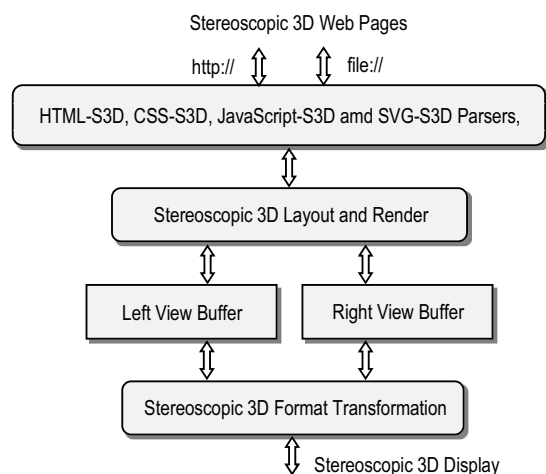 Stereoscopic 3D Web Pages
http://
file://
HTML-S3D, CSS-S3D, JavaScript-S3D amd SVG-S3D Parsers,
Stereoscopic 3D Layout and Render
Left View Buffer
Right View Buffer
Stereoscopic 3D Format Transformation
Stereoscopic 3D Display